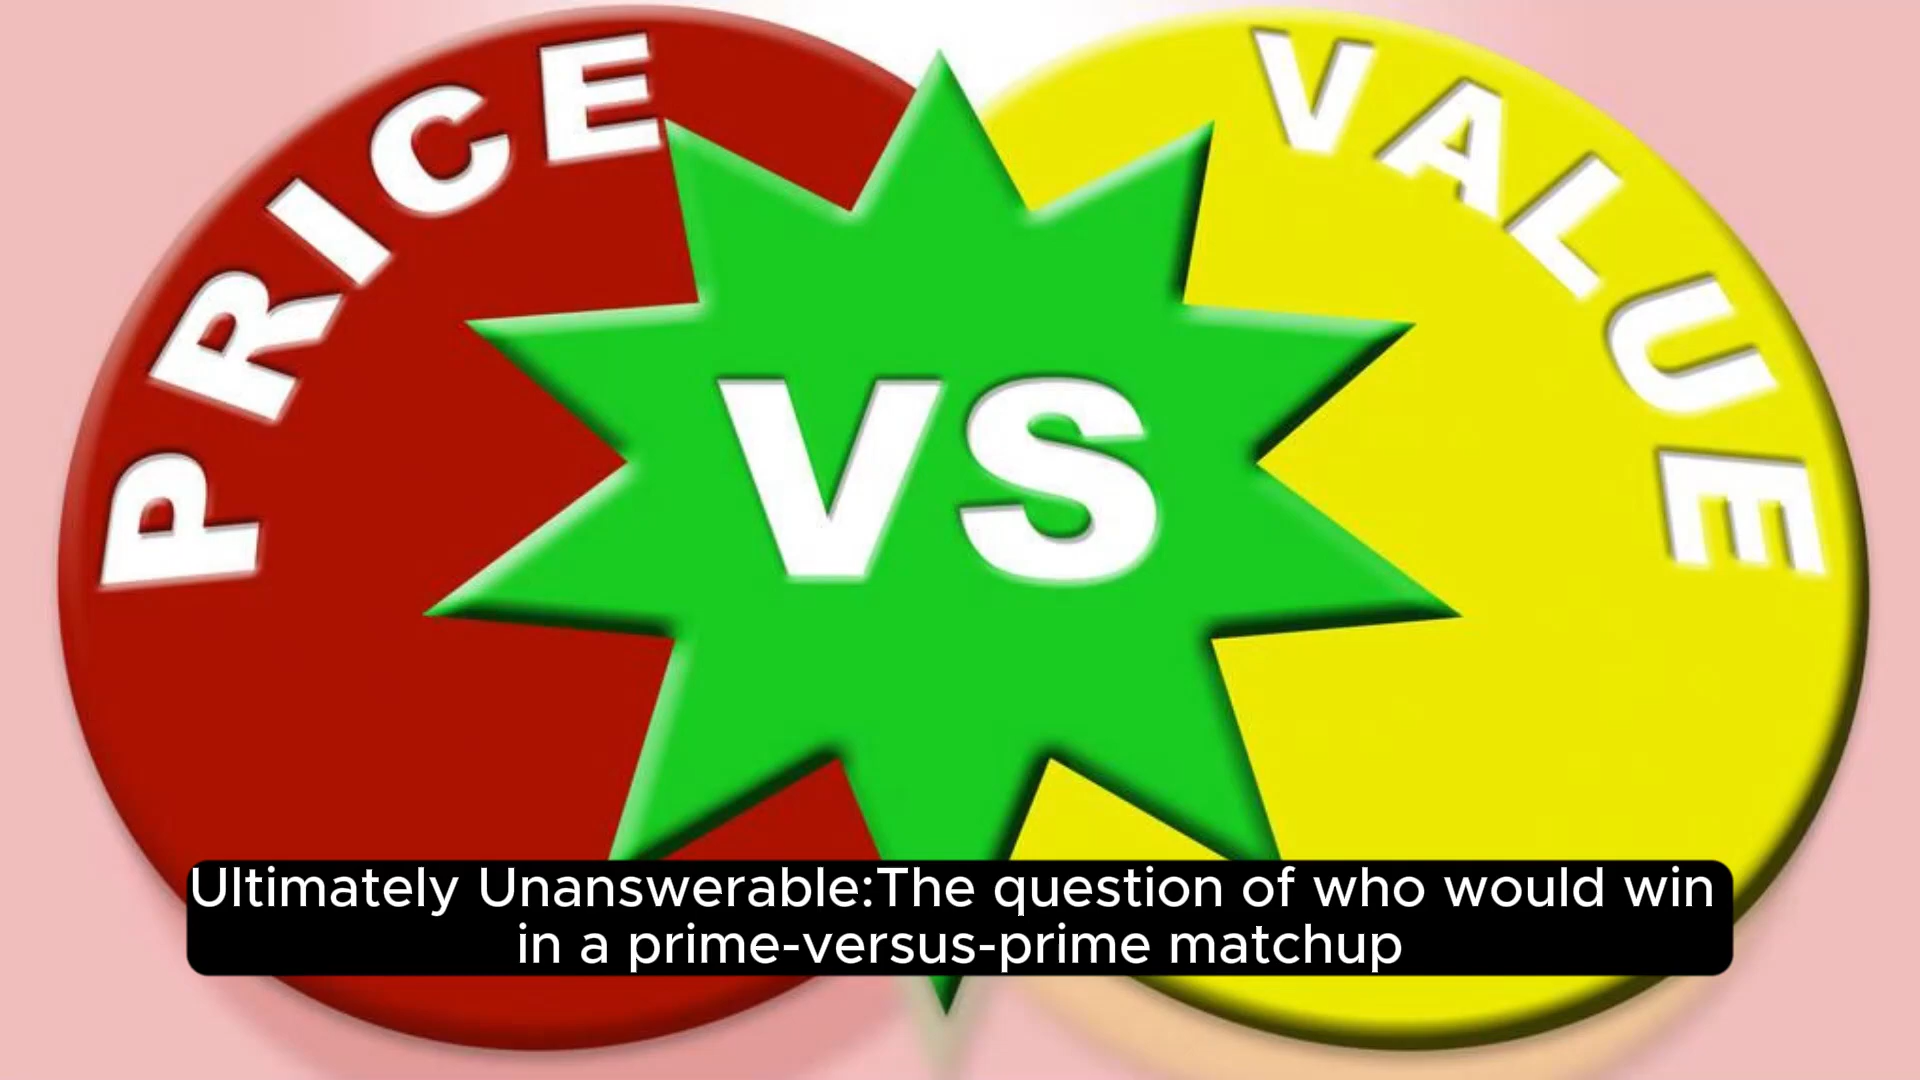 PRICE
VALUE
VS
Ultimately Unanswerable:The question of who would win
in a prime-versus-prime matchup